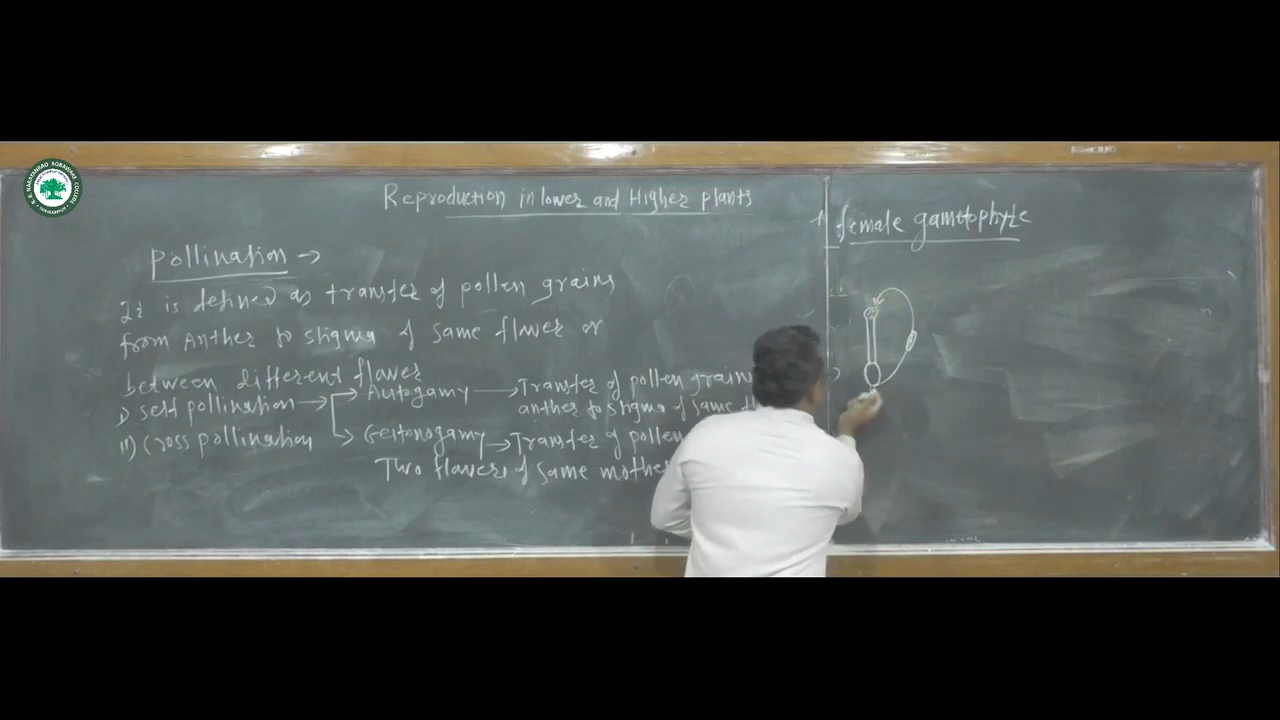 Reproduction in lower and Higher plants
Pollination →
It is defined as transfer of pollen grains
from Anther to stigma of same flower or
between different flower
i) self pollination → Autogamy → Transfer of pollen grains
anther to stigma of same
ii) Cross pollination Geitonogamy → Transfer of pollen
Two flowers of same mother
female gametophyte